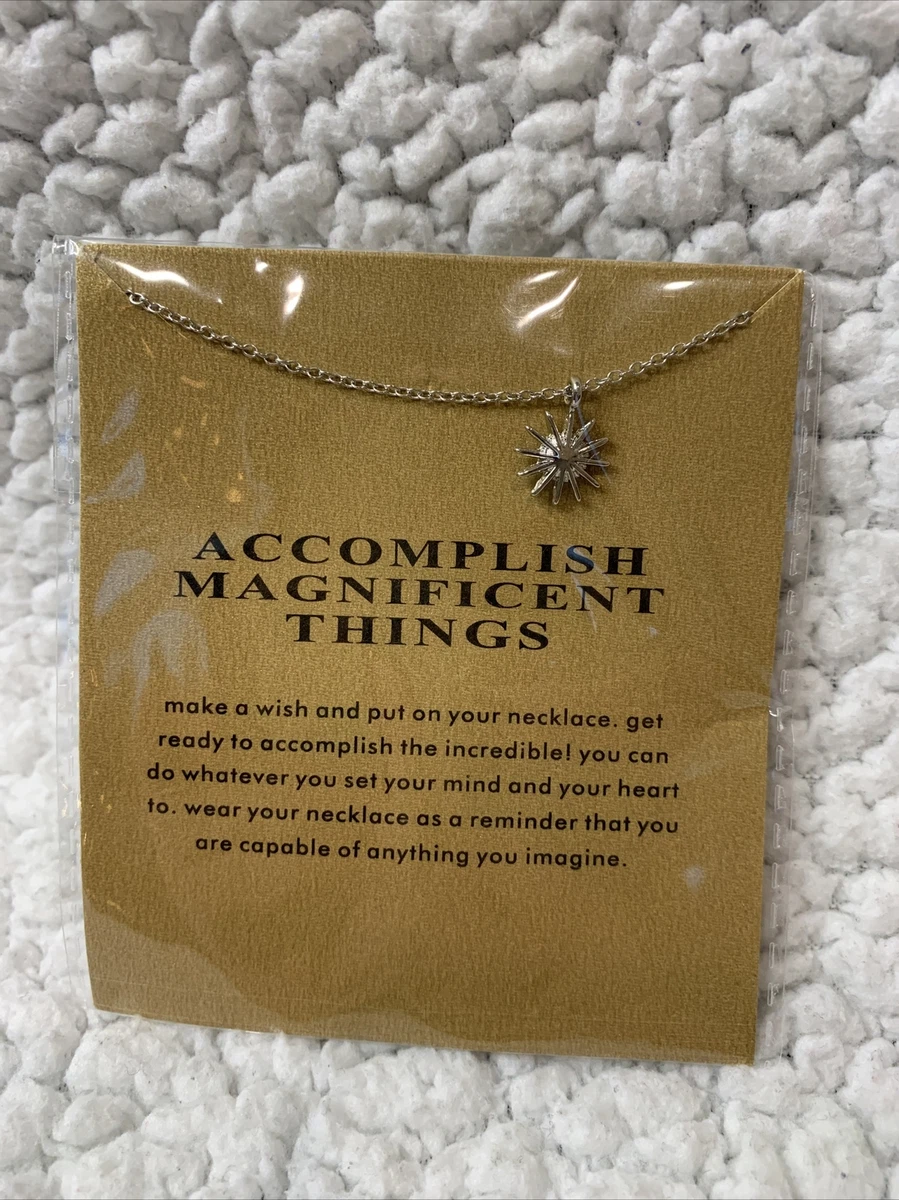 ACCOMPLISH
MAGNIFICENT
THINGS
make a wish and put on your necklace. get
ready to accomplish the incredible! you can
do whatever you set your mind and your heart
to. wear your necklace as a reminder that you
are capable of anything you imagine.